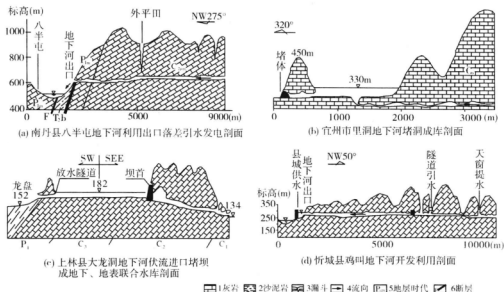 标高(m)
1000
800
600
400
八半屯
地下河出口
外平田
NW275°
F
T₁b
0
5000
9000(m)
(a) 南丹县八半屯地下河利用出口落差引水发电剖面
320°
堵体
450m
330m
0
1000
2000
3000 (m)
(b) 宜州市里洞地下河堵洞成库剖面
SW
SEE
放水隧道
182
坝首
龙盘
152
134
C₂
C₁
(c) 上林县大龙洞地下河伏流进口堵坝
成地下、地表联合水库剖面
标高(m)
350
250
150
县城供水
地下河出口
NW50°
隧道引水
天窗提水
0
5000
10000(m)
(d) 忻城县鸡叫地下河开发利用剖面
1灰岩 2沙泥岩 3漏斗 4流向 5地层时代 6断层